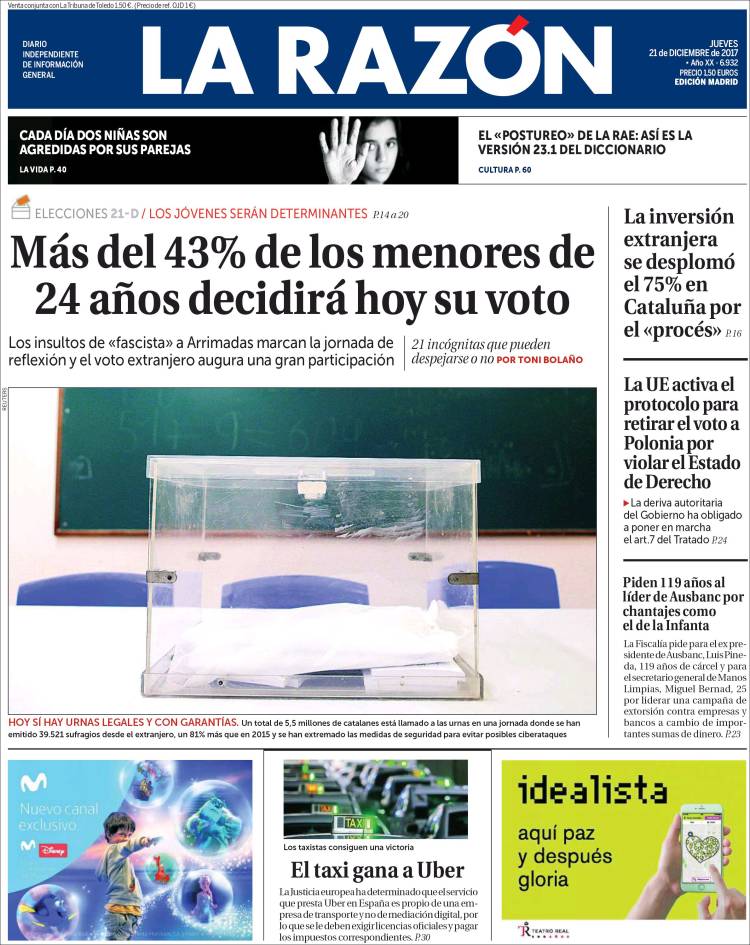 Venta conjunta con La Tribuna de Toledo 1,50 €. (Precio de ref. OJD 1 €)
DIARIO
INDEPENDIENTE
DE INFORMACIÓN
GENERAL
LA RAZÓN
JUEVES
21 de DICIEMBRE de 2017
• Año XX - 6.932
PRECIO 1,50 EUROS
EDICIÓN MADRID
CADA DÍA DOS NIÑAS SON
AGREDIDAS POR SUS PAREJAS
LA VIDA P. 40
EL «POSTUREO» DE LA RAE: ASÍ ES LA
VERSIÓN 23.1 DEL DICCIONARIO
CULTURA P. 60
ELECCIONES 21-D / LOS JÓVENES SERÁN DETERMINANTES P.14 a 20
Más del 43% de los menores de
24 años decidirá hoy su voto
Los insultos de «fascista» a Arrimadas marcan la jornada de
reflexión y el voto extranjero augura una gran participación
21 incógnitas que pueden
despejarse o no POR TONI BOLAÑO
REUTERS
HOY SÍ HAY URNAS LEGALES Y CON GARANTÍAS. Un total de 5,5 millones de catalanes está llamado a las urnas en una jornada donde se han
emitido 39.521 sufragios desde el extranjero, un 81% más que en 2015 y se han extremado las medidas de seguridad para evitar posibles ciberataques
La inversión
extranjera
se desplomó
el 75% en
Cataluña por
el «procés» P.16
La UE activa el
protocolo para
retirar el voto a
Polonia por
violar el Estado
de Derecho
La deriva autoritaria
del Gobierno ha obligado
a poner en marcha
el art.7 del Tratado P.24
Piden 119 años al
líder de Ausbanc por
chantajes como
el de la Infanta
La Fiscalía pide para el ex pre-
sidente de Ausbanc, Luis Pine-
da, 119 años de cárcel y para
el secretario general de Manos
Limpias, Miguel Bernad, 25
por liderar una campaña de
extorsión contra empresas y
bancos a cambio de impor-
tantes sumas de dinero. P.23
Nuevo canal
exclusivo
Disney
TAXI
Los taxistas consiguen una victoria
El taxi gana a Uber
La Justicia europea ha determinado que el servicio
que presta Uber en España es propio de una em-
presa de transporte y no de mediación digital, por
lo que se le deben exigir licencias oficiales y pagar
los impuestos correspondientes. P.30
idealista
aquí paz
y después
gloria
TEATRO REAL